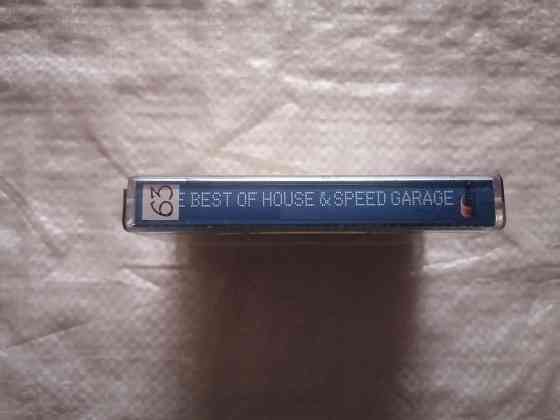 63
E BEST OF HOUSE & SPEED GARAGE